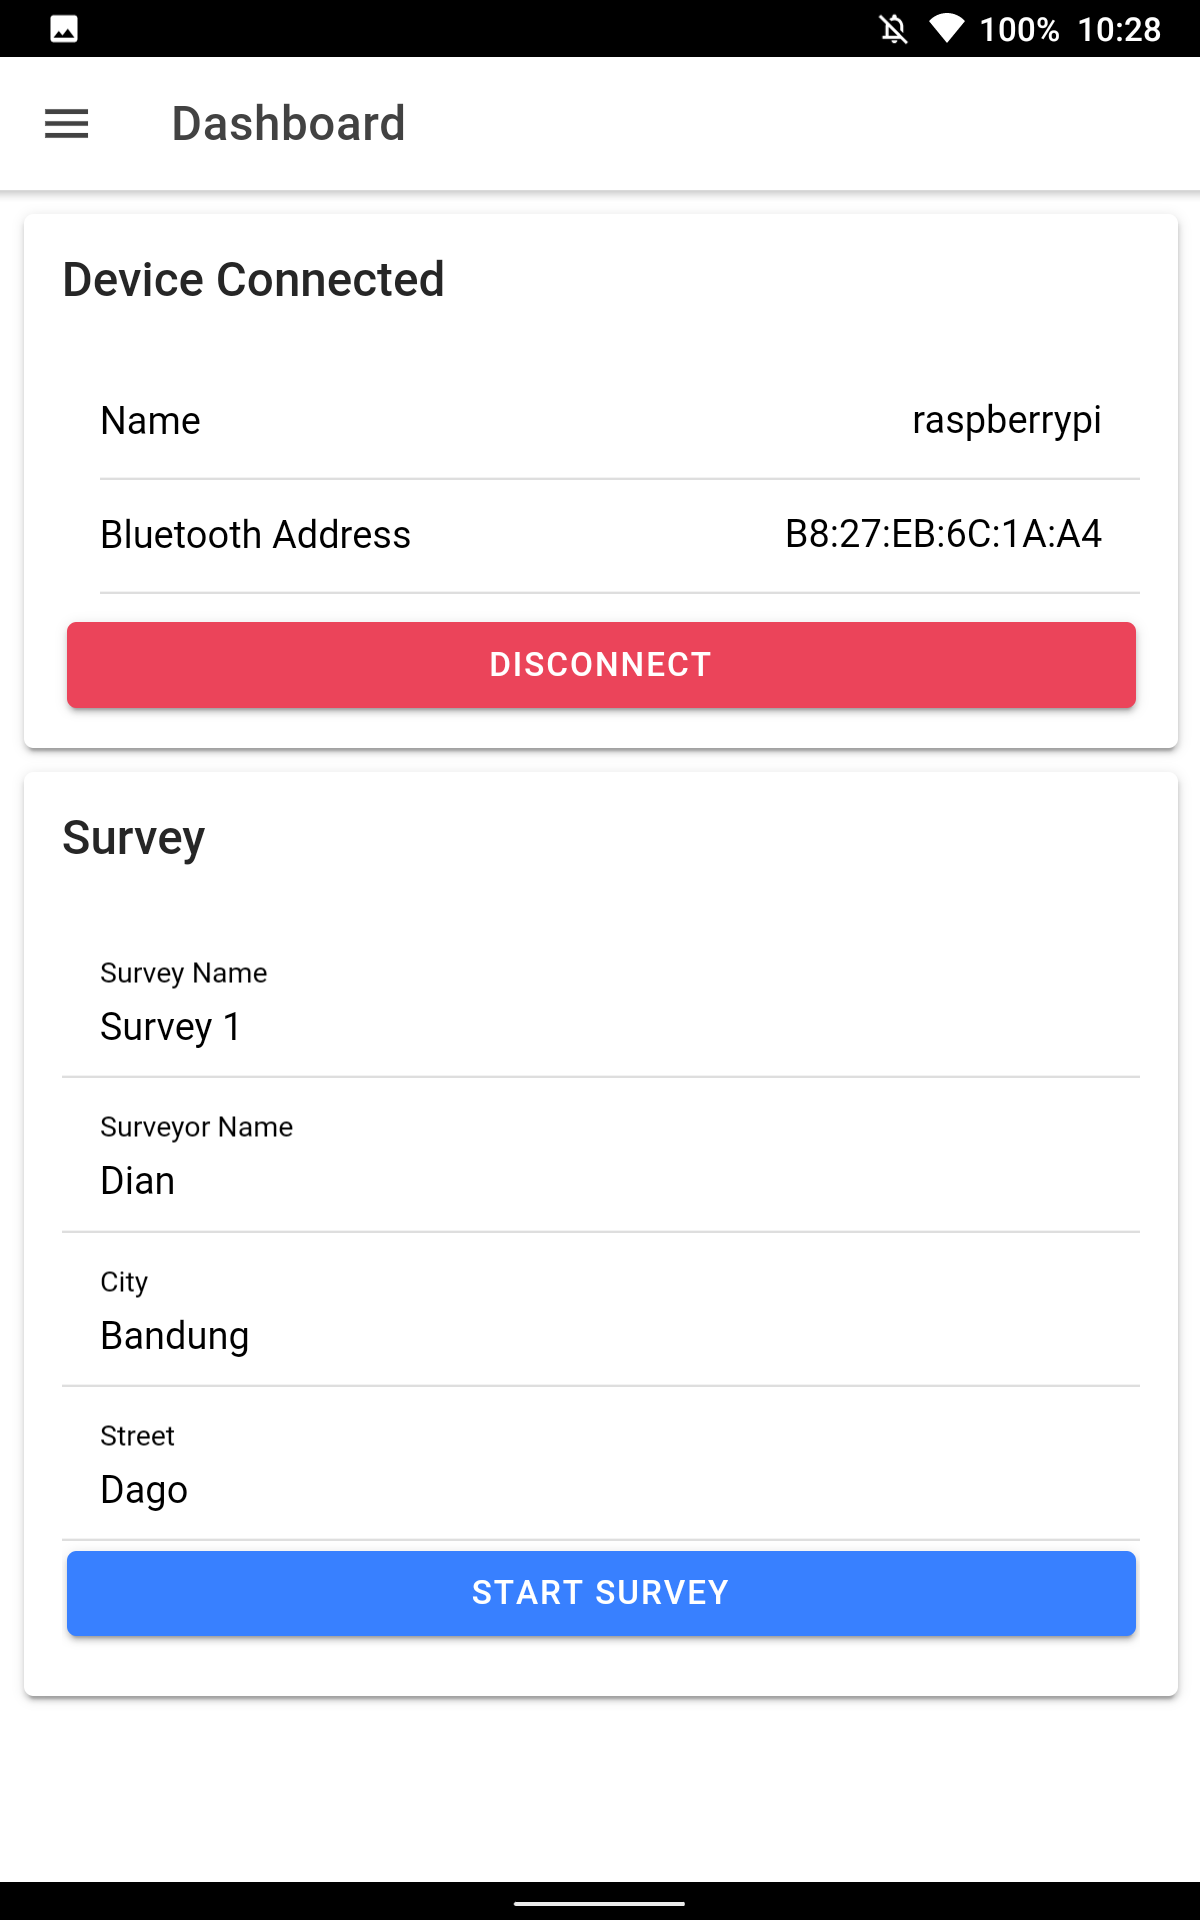 100% 10:28
Dashboard
Device Connected
Name raspberrypi
Bluetooth Address B8:27:EB:6C:1A:A4
DISCONNECT
Survey
Survey Name
Survey 1
Surveyor Name
Dian
City
Bandung
Street
Dago
START SURVEY